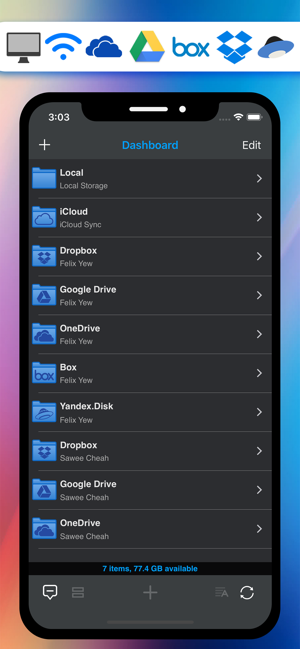 box
3:03
Dashboard
Edit
Local
Local Storage
iCloud
iCloud Sync
Dropbox
Felix Yew
Google Drive
Felix Yew
OneDrive
Felix Yew
box
Box
Felix Yew
Yandex.Disk
Felix Yew
Dropbox
Sawee Cheah
Google Drive
Sawee Cheah
OneDrive
Sawee Cheah
7 items, 77.4 GB available
A